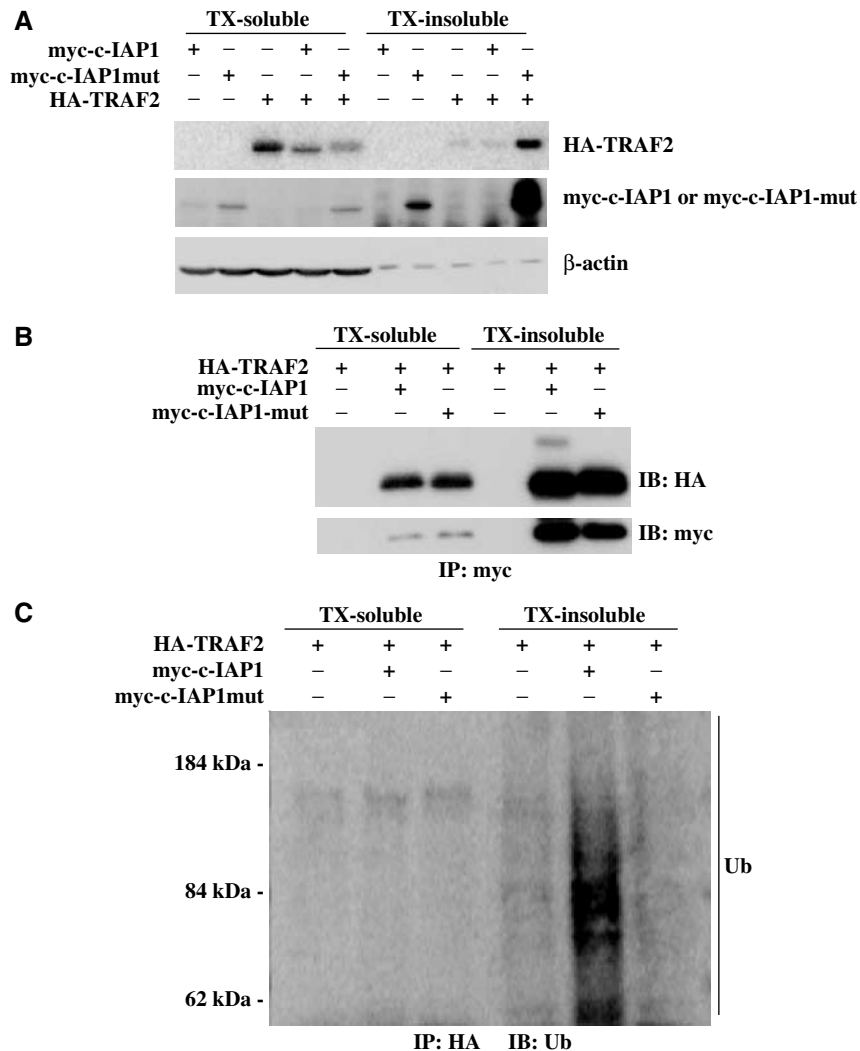 A
TX-soluble TX-insoluble
myc-c-IAP1 + – – + – + – – + –
myc-c-IAP1mut – + – – + – + – – +
HA-TRAF2 – – + + + – – + + +
HA-TRAF2
myc-c-IAP1 or myc-c-IAP1-mut
β-actin
B
TX-soluble TX-insoluble
HA-TRAF2 + + + + + +
myc-c-IAP1 – + – – + –
myc-c-IAP1-mut – – + – – +
IB: HA
IB: myc
IP: myc
C
TX-soluble TX-insoluble
HA-TRAF2 + + + + + +
myc-c-IAP1 – + – – + –
myc-c-IAP1mut – – + – – +
184 kDa -
84 kDa -
62 kDa -
Ub
IP: HA IB: Ub